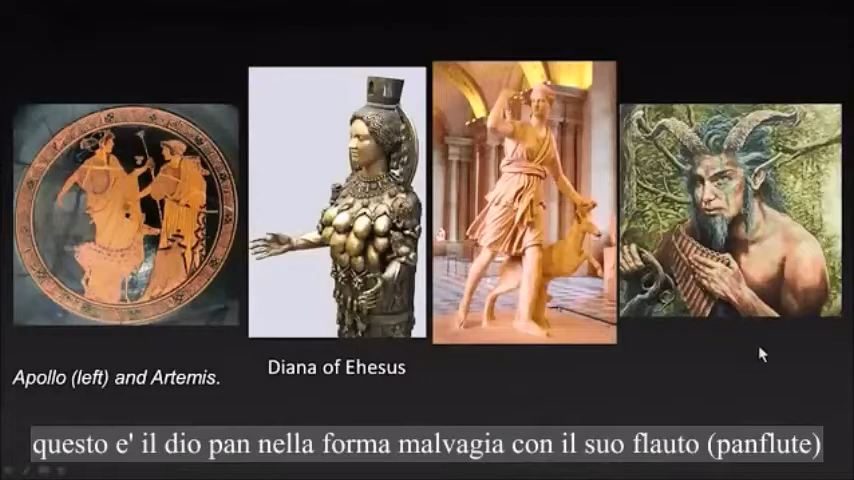 Apollo (left) and Artemis.
Diana of Ehesus
questo e' il dio pan nella forma malvagia con il suo flauto (panflute)